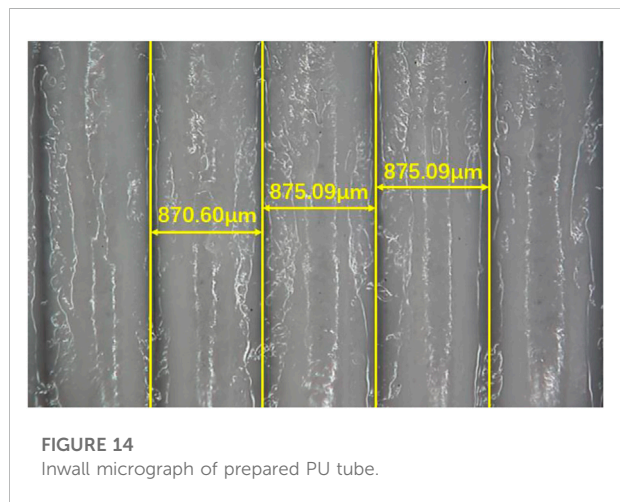 870.60μm
875.09μm
875.09μm
FIGURE 14
Inwall micrograph of prepared PU tube.